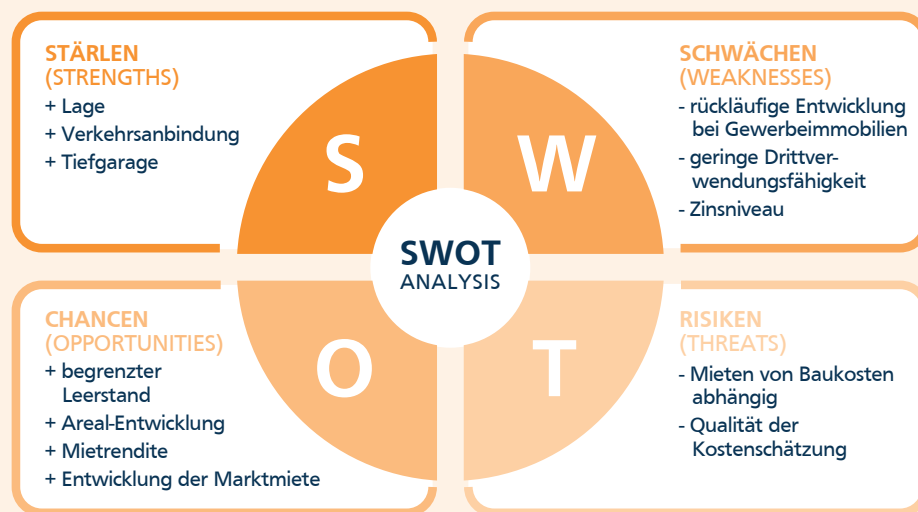 STÄRLEN
(STRENGTHS)
+ Lage
+ Verkehrsanbindung
+ Tiefgarage
S
W
SCHWÄCHEN
(WEAKNESSES)
- rückläufige Entwicklung
bei Gewerbeimmobilien
- geringe Drittver-
wendungsfähigkeit
- Zinsniveau
SWOT
ANALYSIS
CHANCEN
(OPPORTUNITIES)
+ begrenzter
Leerstand
+ Areal-Entwicklung
+ Mietrendite
+ Entwicklung der Marktmiete
O
T
RISIKEN
(THREATS)
- Mieten von Baukosten
abhängig
- Qualität der
Kostenschätzung